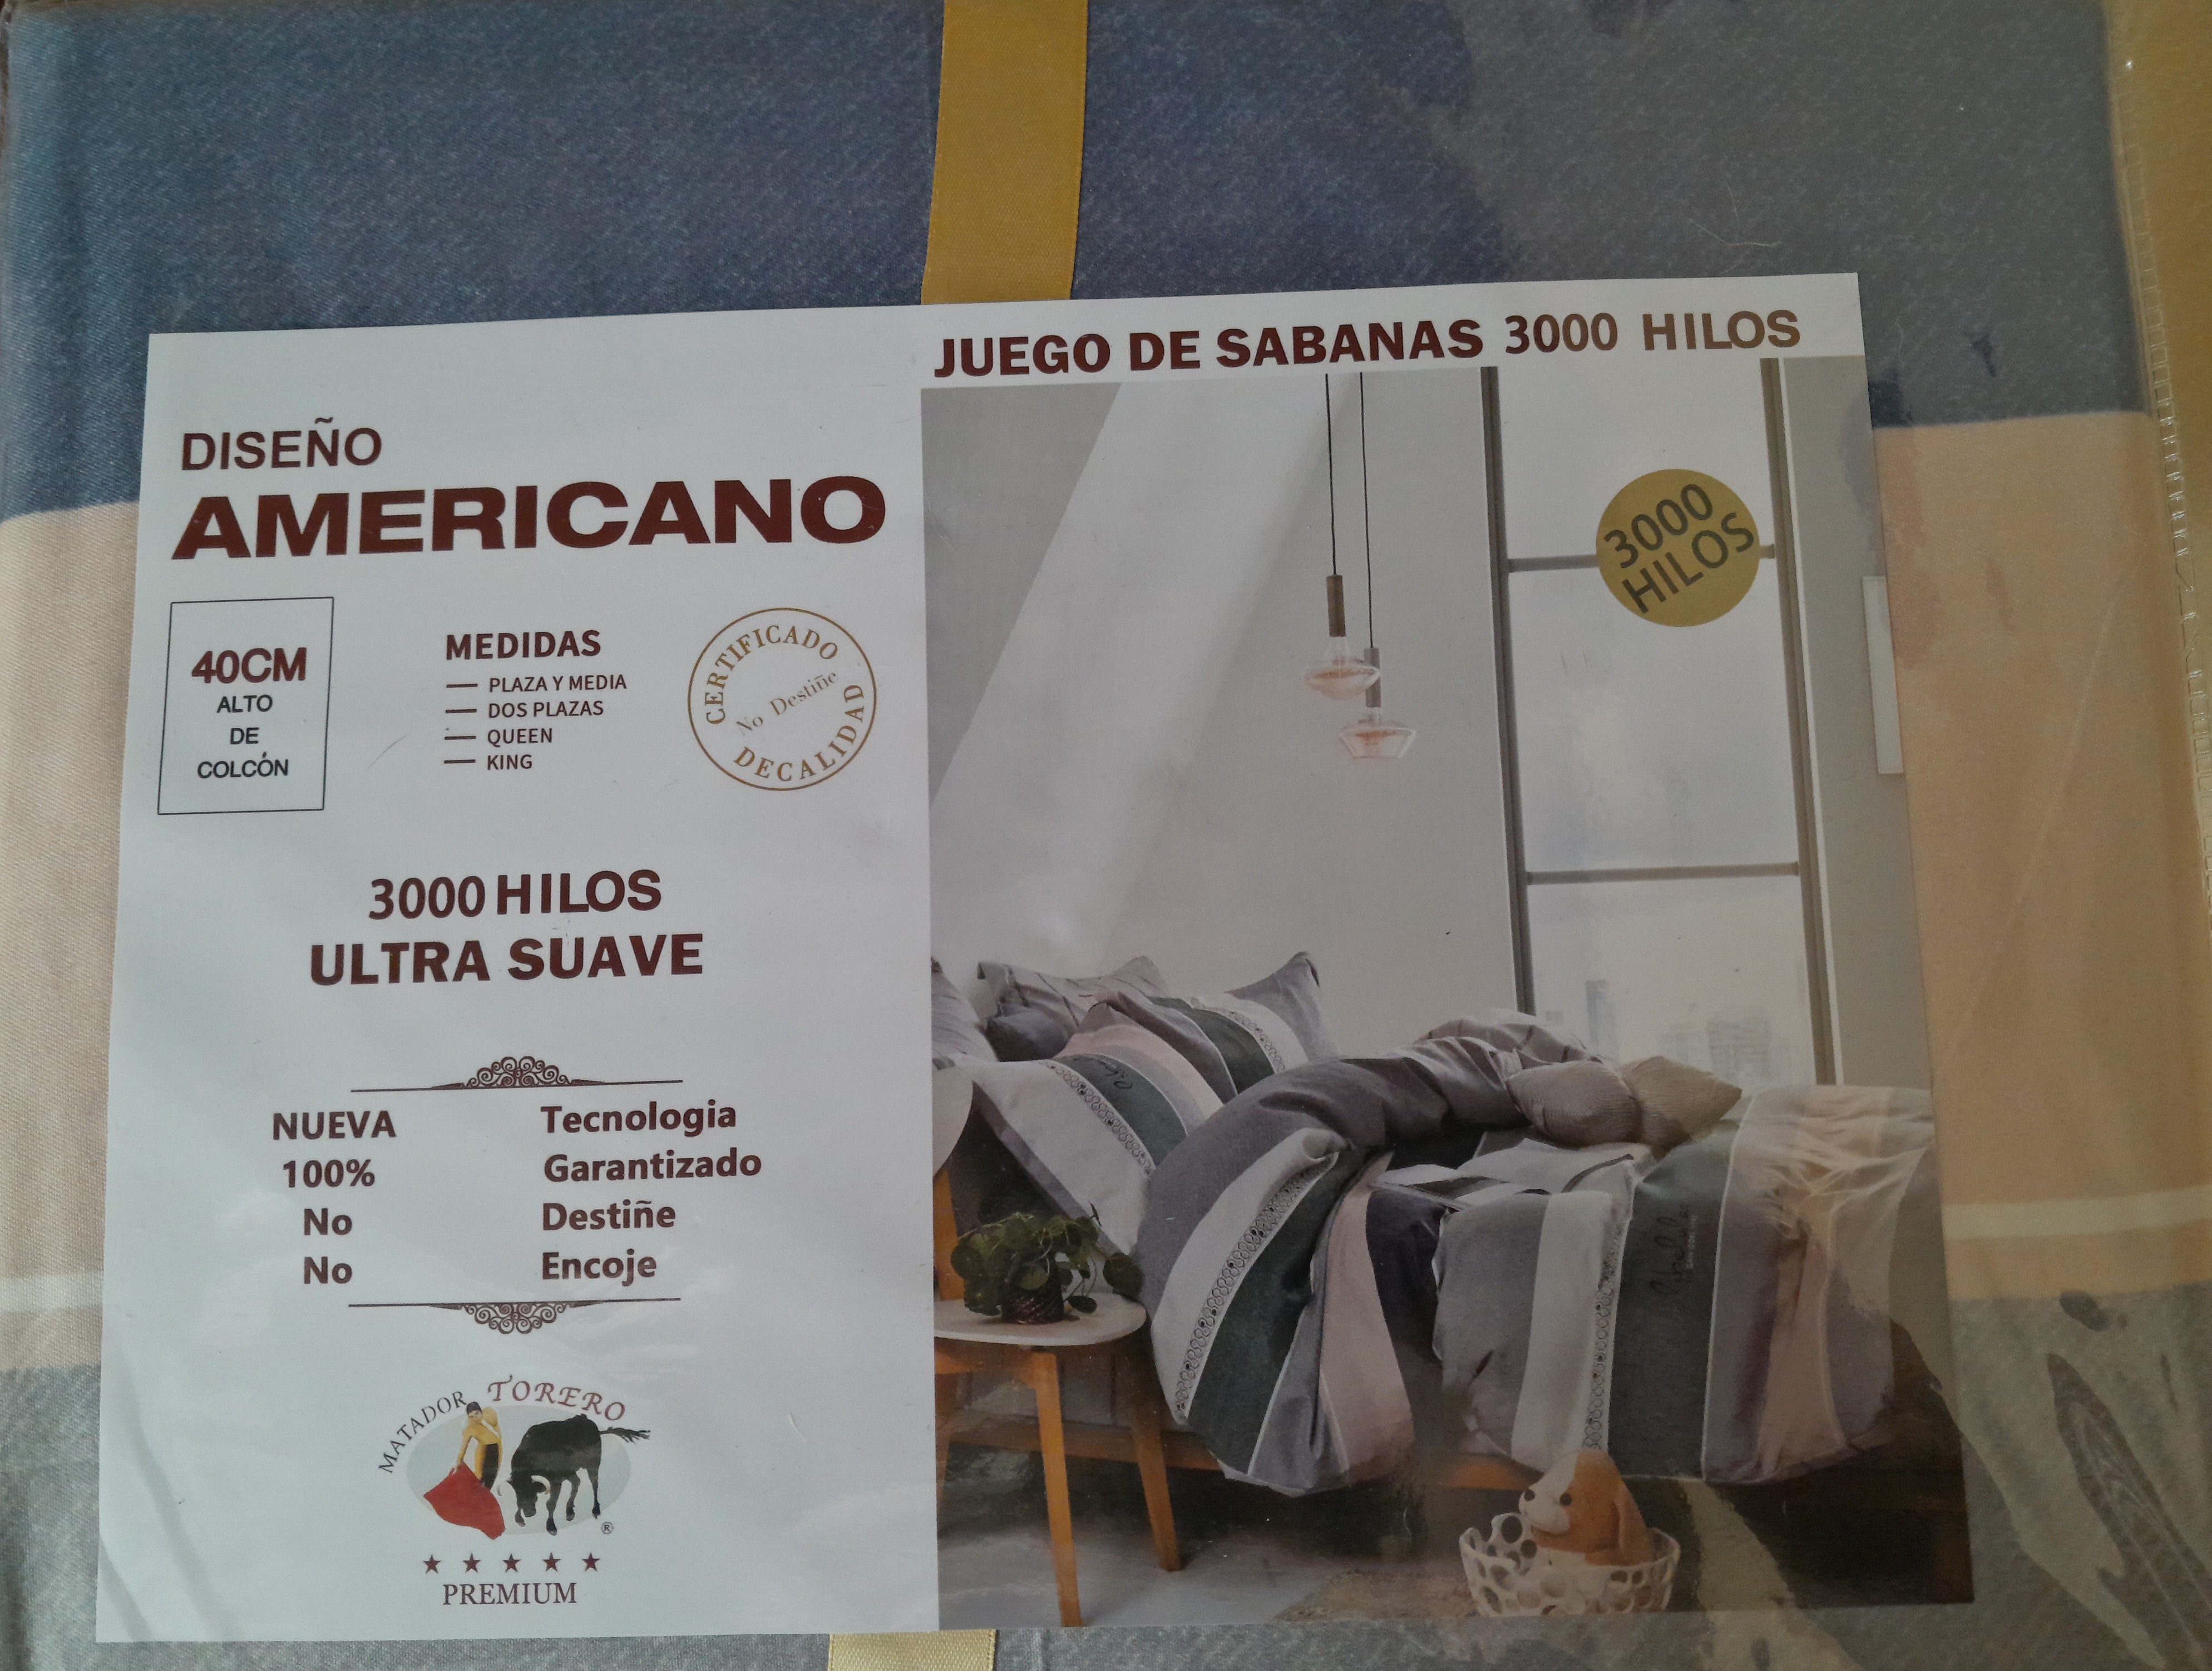 JUEGO DE SABANAS 3000 HILOS
DISEÑO
AMERICANO
3000
HILOS
40CM
ALTO
DE
COLCÓN
MEDIDAS
— PLAZA Y MEDIA
— DOS PLAZAS
— QUEEN
— KING
CERTIFICADO
No Destiñe
DECALIDAD
3000 HILOS
ULTRA SUAVE
NUEVA Tecnologia
100% Garantizado
No Destiñe
No Encoje
MATADOR TORERO
®
★ ★ ★ ★ ★
PREMIUM